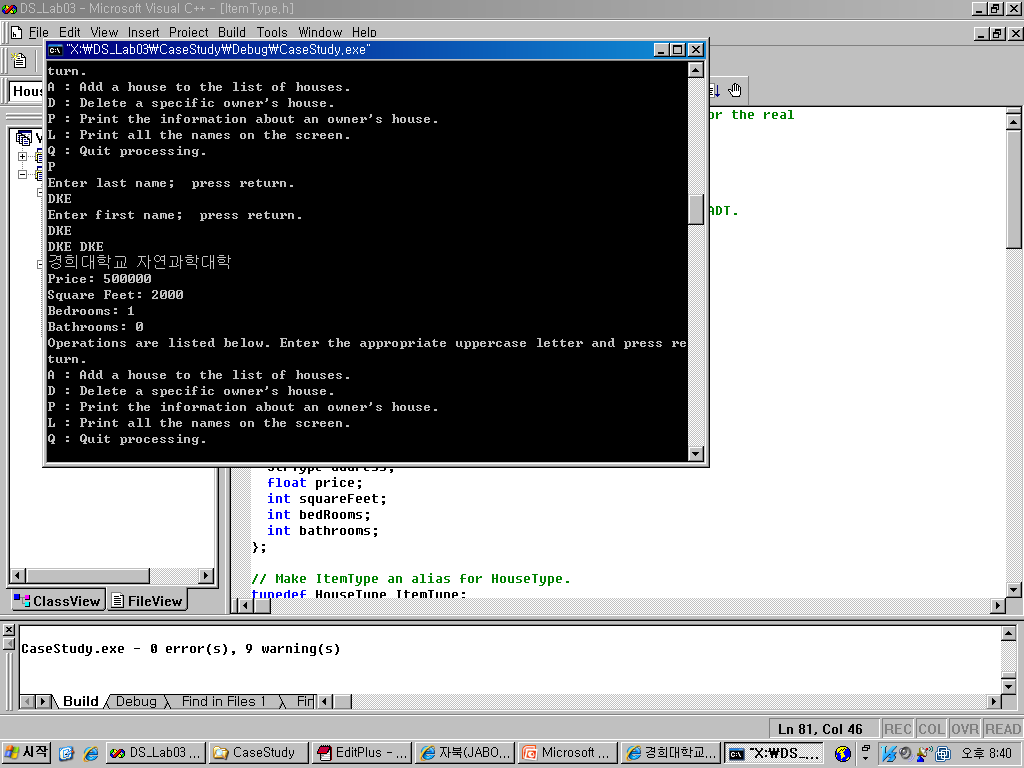 DS_Lab03 - Microsoft Visual C++ - [ItemType.h]
File Edit View Insert Project Build Tools Window Help
"X:₩DS_Lab03₩CaseStudy₩Debug₩CaseStudy.exe"
turn.
A : Add a house to the list of houses.
D : Delete a specific owner's house.
P : Print the information about an owner's house.
L : Print all the names on the screen.
Q : Quit processing.
P
Enter last name;  press return.
DKE
Enter first name;  press return.
DKE
DKE DKE
경희대학교 자연과학대학
Price: 500000
Square Feet: 2000
Bedrooms: 1
Bathrooms: 0
Operations are listed below. Enter the appropriate uppercase letter and press re
turn.
A : Add a house to the list of houses.
D : Delete a specific owner's house.
P : Print the information about an owner's house.
L : Print all the names on the screen.
Q : Quit processing.
Hous
or the real
ADT.
StrType address;
float price;
int squareFeet;
int bedRooms;
int bathrooms;
};
// Make ItemType an alias for HouseType.
typedef HouseType ItemType;
ClassView FileView
CaseStudy.exe - 0 error(s), 9 warning(s)
Build Debug Find in Files 1 Fin
Ln 81, Col 46 REC COL OVR READ
시작 DS_Lab03 ... CaseStudy EditPlus - ... 자북(JABO... Microsoft ... 경희대학교... "X:₩DS_... 오후 8:40